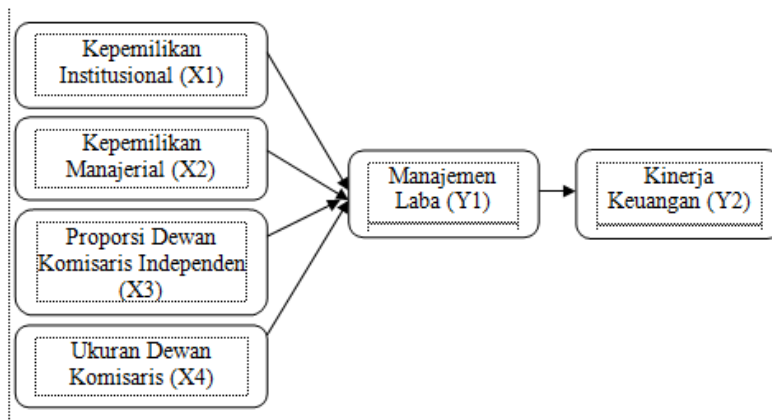 Kepemilikan
Institusional (X1)
Kepemilikan
Manajerial (X2)
Proporsi Dewan
Komisaris Independen
(X3)
Ukuran Dewan
Komisaris (X4)
Manajemen
Laba (Y1)
Kinerja
Keuangan (Y2)